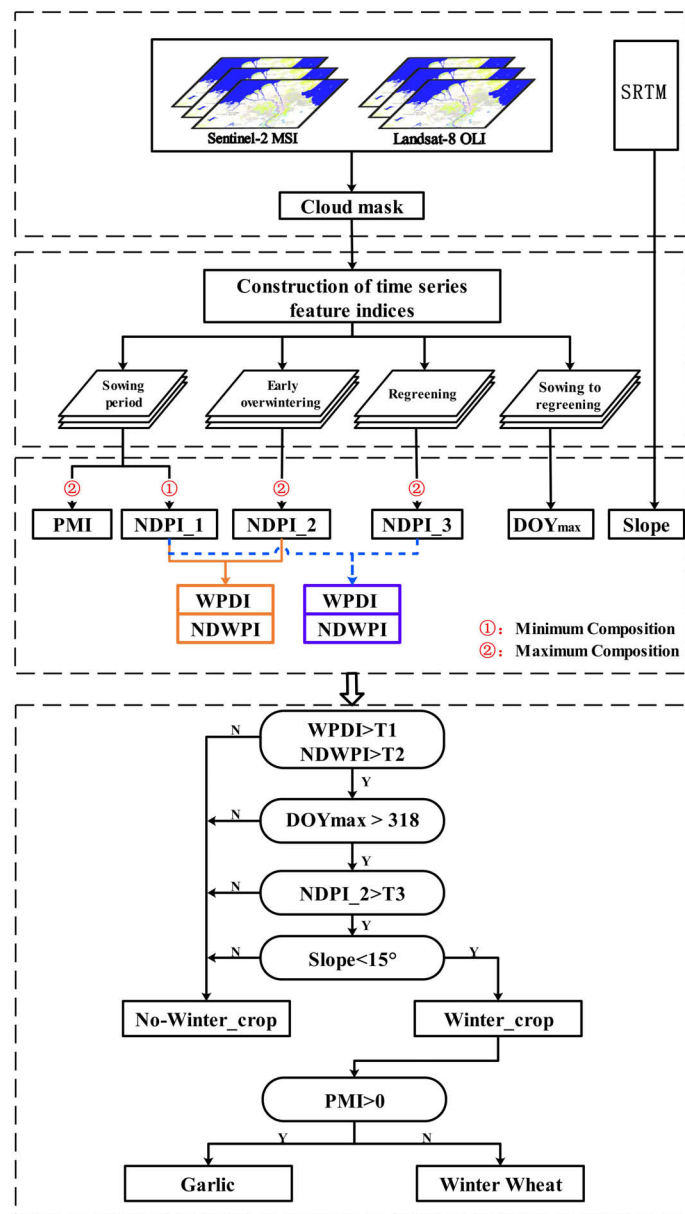 SRTM
Sentinel-2 MSI
Landsat-8 OLI
Cloud mask
Construction of time series
feature indices
Sowing
period
Early
overwintering
Regreening
Sowing to
regreening
② ① ② ②
PMI
NDPI_1
NDPI_2
NDPI_3
DOYmax
Slope
WPDI
NDWPI
WPDI
NDWPI
①: Minimum Composition
②: Maximum Composition
WPDI>T1
NDWPI>T2
N
Y
DOYmax > 318
N
Y
NDPI_2>T3
N
Y
Slope<15°
N
Y
No-Winter_crop
Winter_crop
PMI>0
Y
N
Garlic
Winter Wheat